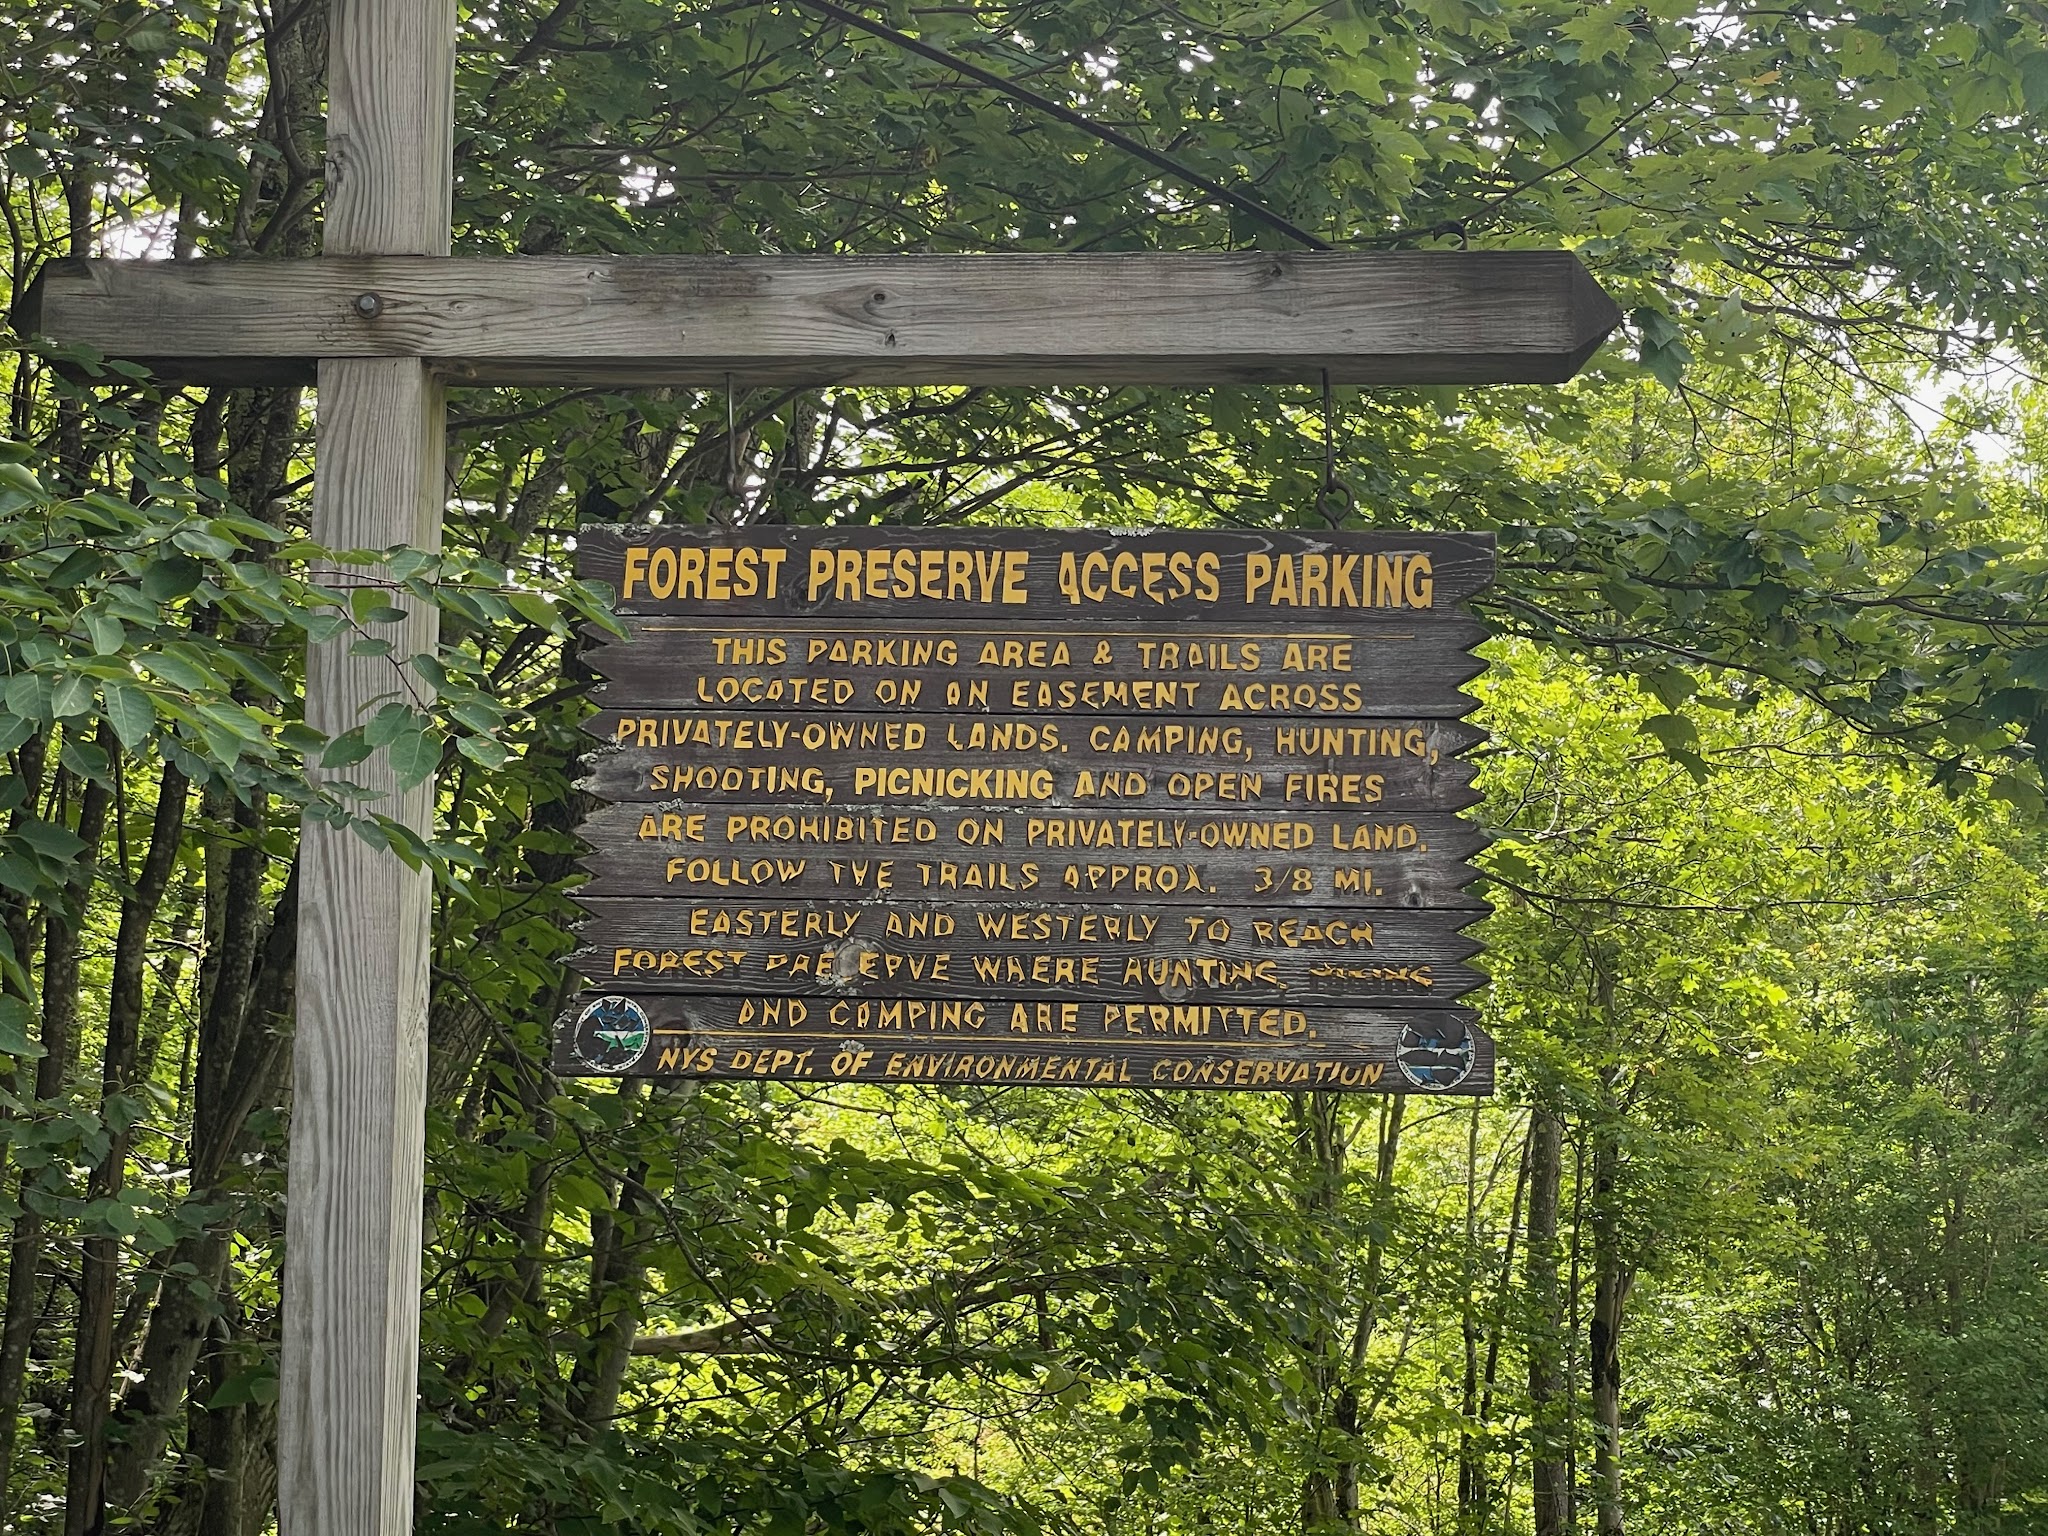 FOREST PRESERVE ACCESS PARKING
THIS PARKING AREA & TRAILS ARE
LOCATED ON AN EASEMENT ACROSS
PRIVATELY-OWNED LANDS. CAMPING, HUNTING,
SHOOTING, PICNICKING AND OPEN FIRES
ARE PROHIBITED ON PRIVATELY-OWNED LAND.
FOLLOW THE TRAILS APPROX. 3/8 MI.
EASTERLY AND WESTERLY TO REACH
FOREST PRESERVE WHERE HUNTING,
AND CAMPING ARE PERMITTED.
NYS DEPT. OF ENVIRONMENTAL CONSERVATION